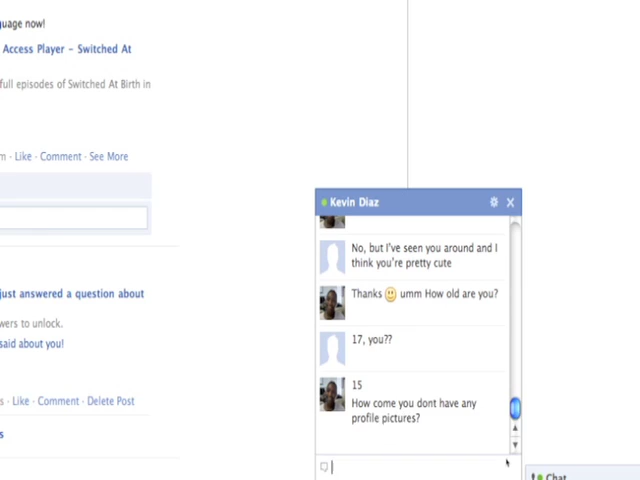 uage now!
Access Player - Switched At
full episodes of Switched At Birth in
m · Like · Comment · See More
just answered a question about
wers to unlock.
said about you!
s · Like · Comment · Delete Post
s
Kevin Diaz
No, but I've seen you around and I
think you're pretty cute
Thanks 🙂 umm How old are you?
17, you??
15
How come you dont have any
profile pictures?
Chat